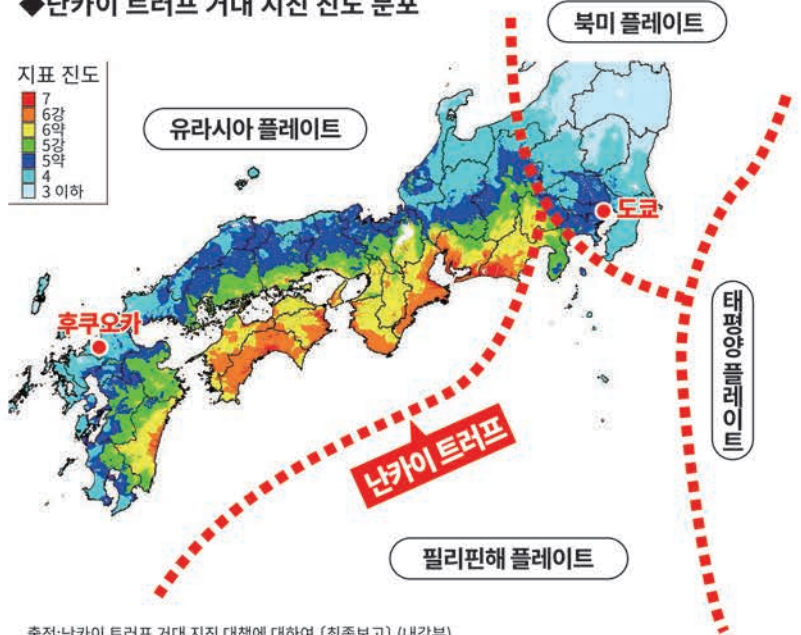 ◆난카이 트러프 거대 지진 진도 분포
북미 플레이트
지표 진도
7
6강
6약
5강
5약
4
3 이하
유라시아 플레이트
도쿄
후쿠오카
태평양 플레이트
난카이 트러프
필리핀해 플레이트
출전:난카이 트러프 거대 지진 대책에 대하여 [최종보고] (내각부)